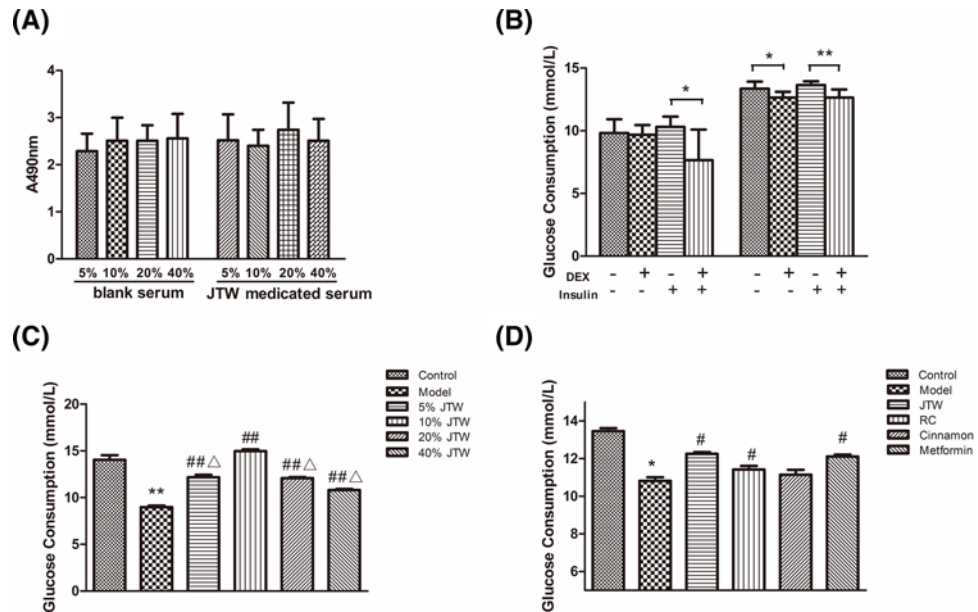 (A)
A490nm
4
3
2
1
0
5% 10% 20% 40% 5% 10% 20% 40%
blank serum JTW medicated serum
(B)
Glucose Consumption (mmol/L)
15
10
5
0
* * **
DEX - + - + - + - +
Insulin - - + + - - + +
(C)
Glucose Consumption (mmol/L)
20
15
10
5
0
** ##△ ## ##△ ##△
Control
Model
5% JTW
10% JTW
20% JTW
40% JTW
(D)
Glucose Consumption (mmol/L)
14
12
10
8
6
* # # #
Control
Model
JTW
RC
Cinnamon
Metformin